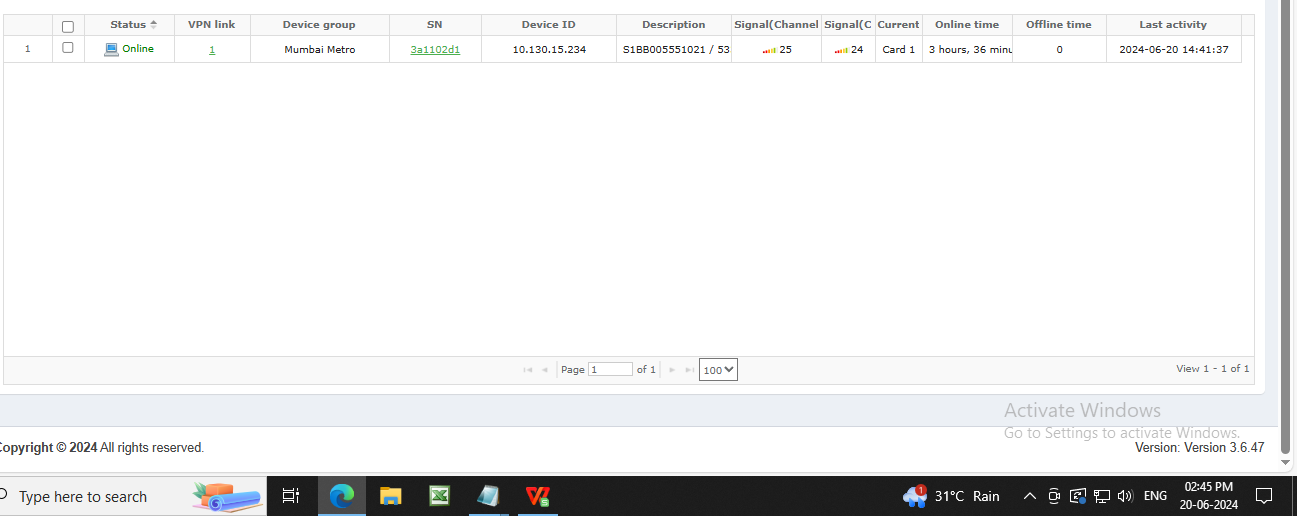 Status VPN link Device group SN Device ID Description Signal(Channel Signal(C Current Online time Offline time Last activity
1 Online 1 Mumbai Metro 3a1102d1 10.130.15.234 S1BB005551021 / 53 25 24 Card 1 3 hours, 36 minu 0 2024-06-20 14:41:37
Page 1 of 1 100 View 1 - 1 of 1
Activate Windows
Go to Settings to activate Windows.
Copyright © 2024 All rights reserved. Version: Version 3.6.47
Type here to search 1 31°C Rain ENG 02:45 PM
20-06-2024